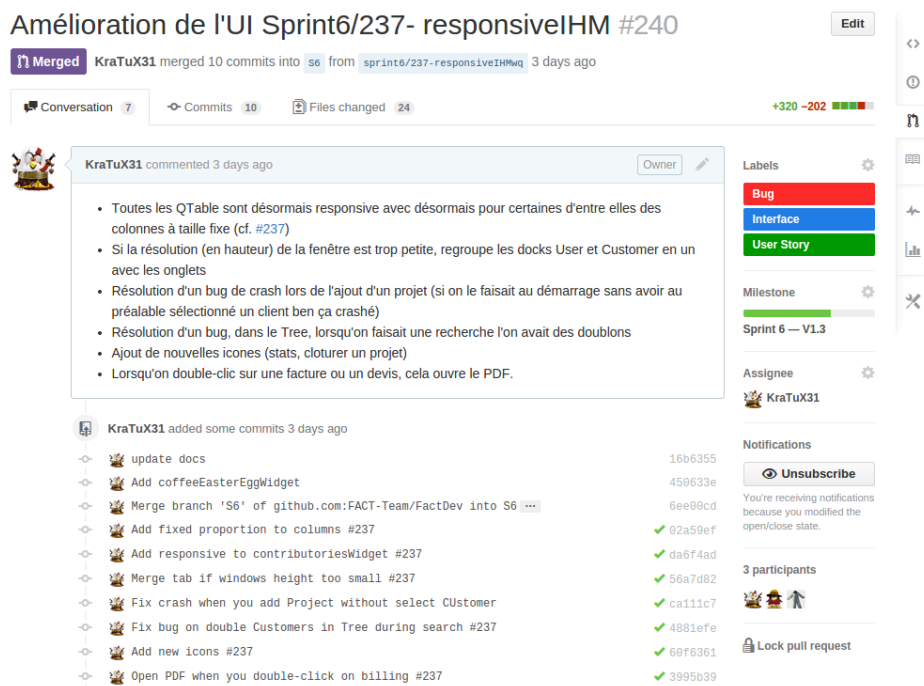 Amélioration de l'UI Sprint6/237- responsiveIHM #240
Edit
Merged KraTuX31 merged 10 commits into S6 from sprint6/237-responsiveIHMwq 3 days ago
Conversation 7 Commits 10 Files changed 24 +320 −202
KraTuX31 commented 3 days ago Owner
Toutes les QTable sont désormais responsive avec désormais pour certaines d'entre elles des
colonnes à taille fixe (cf. #237)
Si la résolution (en hauteur) de la fenêtre est trop petite, regroupe les docks User et Customer en un
avec les onglets
Résolution d'un bug de crash lors de l'ajout d'un projet (si on le faisait au démarrage sans avoir au
préalable sélectionné un client ben ça crashé)
Résolution d'un bug, dans le Tree, lorsqu'on faisait une recherche l'on avait des doublons
Ajout de nouvelles icones (stats, cloturer un projet)
Lorsqu'on double-clic sur une facture ou un devis, cela ouvre le PDF.
KraTuX31 added some commits 3 days ago
update docs 16b6355
Add coffeeEasterEggWidget 450633e
Merge branch 'S6' of github.com:FACT-Team/FactDev into S6 ... 6ee00cd
Add fixed proportion to columns #237 02a59ef
Add responsive to contributoriesWidget #237 da6f4ad
Merge tab if windows height too small #237 56a7d82
Fix crash when you add Project without select CUstomer ca111c7
Fix bug on double Customers in Tree during search #237 4881efe
Add new icons #237 60f6361
Open PDF when you double-click on billing #237 3995b39
Labels
Bug
Interface
User Story
Milestone
Sprint 6 — V1.3
Assignee
KraTuX31
Notifications
Unsubscribe
You're receiving notifications
because you modified the
open/close state.
3 participants
Lock pull request